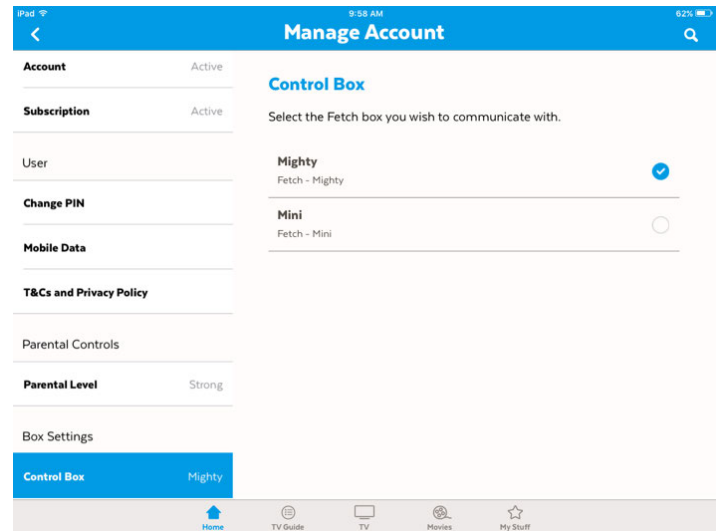 iPad 9:58 AM 62%
Manage Account
Account Active
Subscription Active
User
Change PIN
Mobile Data
T&Cs and Privacy Policy
Parental Controls
Parental Level Strong
Box Settings
Control Box Mighty
Control Box
Select the Fetch box you wish to communicate with.
Mighty
Fetch - Mighty
Mini
Fetch - Mini
Home TV Guide TV Movies My Stuff